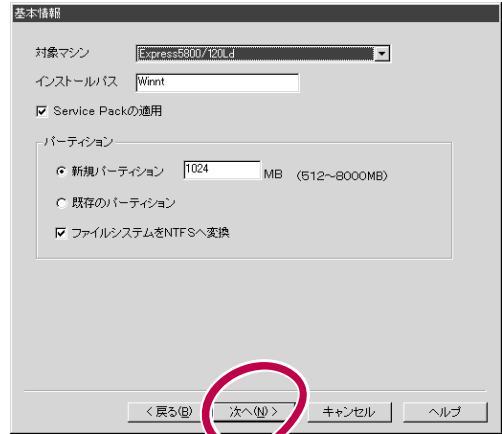 基本情報
対象マシン Express5800/120Ld
インストールパス Winnt
Service Packの適用
パーティション
新規パーティション 1024 MB (512～8000MB)
既存のパーティション
ファイルシステムをNTFSへ変換
< 戻る(B) 次へ(N) > キャンセル ヘルプ